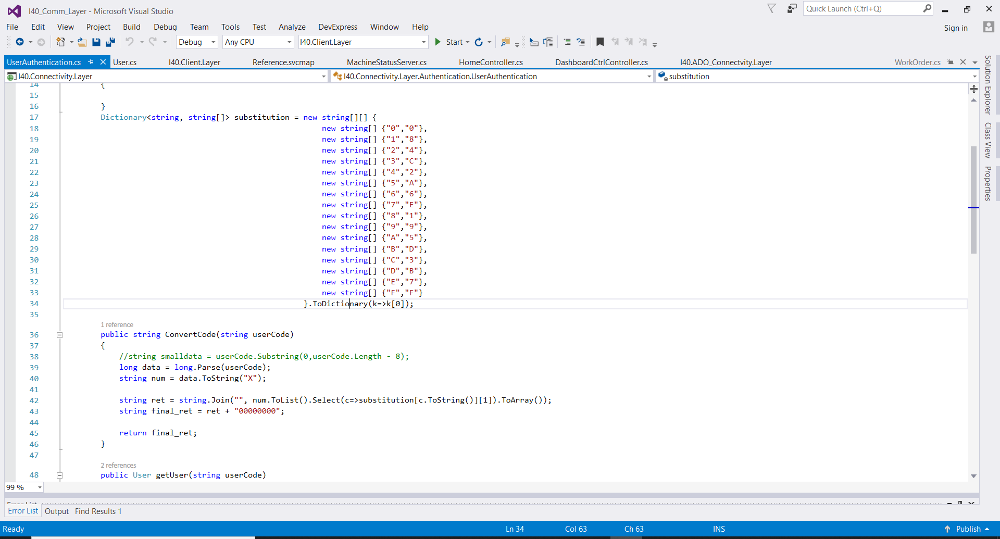 I40_Comm_Layer - Microsoft Visual Studio
Quick Launch (Ctrl+Q)
File Edit View Project Build Debug Team Tools Test Analyze DevExpress Window Help
Sign in
Debug Any CPU I40.Client.Layer Start
UserAuthentication.cs User.cs I40.Client.Layer Reference.svcmap MachineStatusServer.cs HomeController.cs DashboardCtrlController.cs I40.ADO_Connectvity.Layer WorkOrder.cs
I40.Connectivity.Layer I40.Connectivity.Layer.Authentication.UserAuthentication substitution
14 {
15
16 }
17 Dictionary<string, string[]> substitution = new string[][] {
18 new string[] {"0","0"},
19 new string[] {"1","8"},
20 new string[] {"2","4"},
21 new string[] {"3","C"},
22 new string[] {"4","2"},
23 new string[] {"5","A"},
24 new string[] {"6","6"},
25 new string[] {"7","E"},
26 new string[] {"8","1"},
27 new string[] {"9","9"},
28 new string[] {"A","5"},
29 new string[] {"B","D"},
30 new string[] {"C","3"},
31 new string[] {"D","B"},
32 new string[] {"E","7"},
33 new string[] {"F","F"}
34 }.ToDictionary(k=>k[0]);
35
1 reference
36 public string ConvertCode(string userCode)
37 {
38 //string smalldata = userCode.Substring(0,userCode.Length - 8);
39 long data = long.Parse(userCode);
40 string num = data.ToString("X");
41
42 string ret = string.Join("", num.ToList().Select(c=>substitution[c.ToString()][1]).ToArray());
43 string final_ret = ret + "00000000";
44
45 return final_ret;
46 }
47
2 references
48 public User getUser(string userCode)
99 %
Error List
Error List Output Find Results 1
Ready Ln 34 Col 63 Ch 63 INS Publish
Solution Explorer
Class View
Properties